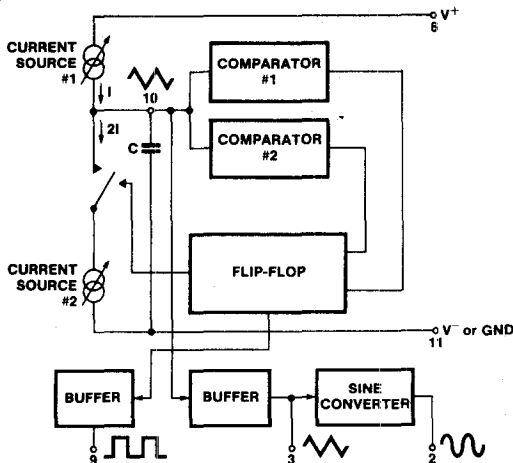 V+
6
CURRENT
SOURCE
#1
I
10
2I
C
COMPARATOR
#1
COMPARATOR
#2
FLIP-FLOP
CURRENT
SOURCE
#2
V− or GND
11
BUFFER
BUFFER
SINE
CONVERTER
9
3
2